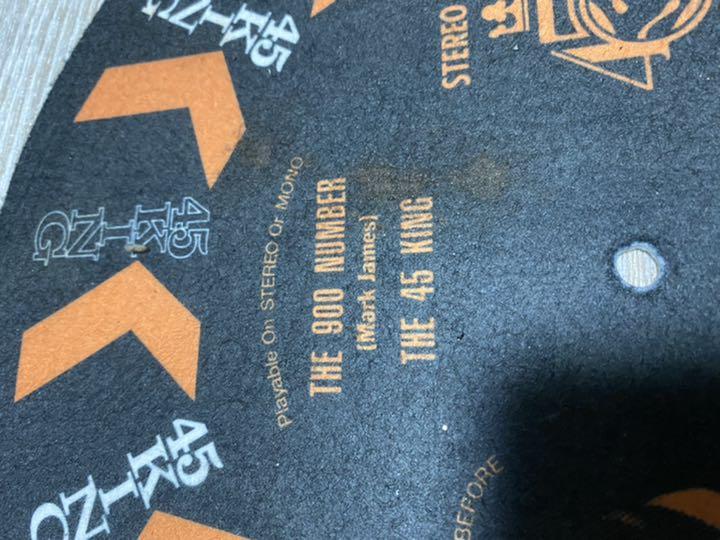 45
KING
45
KING
45
KING
STEREO
Playable On STEREO Or MONO
THE 900 NUMBER
(Mark James)
THE 45 KING
BEFORE